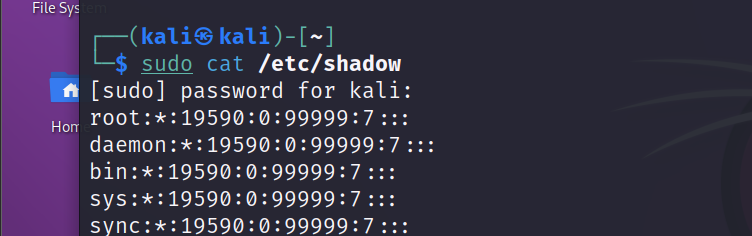 File System
Home
┌──(kali㉿kali)-[~]
└─$ sudo cat /etc/shadow
[sudo] password for kali:
root:*:19590:0:99999:7:::
daemon:*:19590:0:99999:7:::
bin:*:19590:0:99999:7:::
sys:*:19590:0:99999:7:::
sync:*:19590:0:99999:7:::